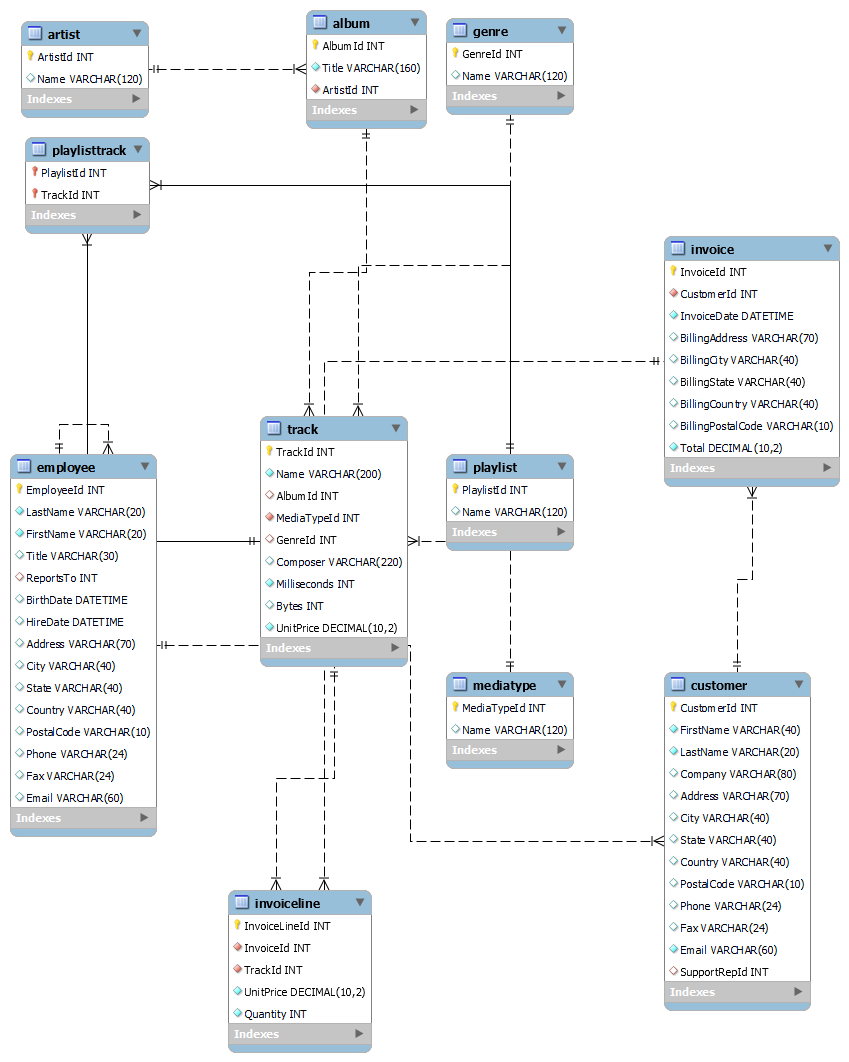 artist
ArtistId INT
Name VARCHAR(120)
Indexes
album
AlbumId INT
Title VARCHAR(160)
ArtistId INT
Indexes
genre
GenreId INT
Name VARCHAR(120)
Indexes
playlisttrack
PlaylistId INT
TrackId INT
Indexes
invoice
InvoiceId INT
CustomerId INT
InvoiceDate DATETIME
BillingAddress VARCHAR(70)
BillingCity VARCHAR(40)
BillingState VARCHAR(40)
BillingCountry VARCHAR(40)
BillingPostalCode VARCHAR(10)
Total DECIMAL(10,2)
Indexes
employee
EmployeeId INT
LastName VARCHAR(20)
FirstName VARCHAR(20)
Title VARCHAR(30)
ReportsTo INT
BirthDate DATETIME
HireDate DATETIME
Address VARCHAR(70)
City VARCHAR(40)
State VARCHAR(40)
Country VARCHAR(40)
PostalCode VARCHAR(10)
Phone VARCHAR(24)
Fax VARCHAR(24)
Email VARCHAR(60)
Indexes
track
TrackId INT
Name VARCHAR(200)
AlbumId INT
MediaTypeId INT
GenreId INT
Composer VARCHAR(220)
Milliseconds INT
Bytes INT
UnitPrice DECIMAL(10,2)
Indexes
playlist
PlaylistId INT
Name VARCHAR(120)
Indexes
mediatype
MediaTypeId INT
Name VARCHAR(120)
Indexes
customer
CustomerId INT
FirstName VARCHAR(40)
LastName VARCHAR(20)
Company VARCHAR(80)
Address VARCHAR(70)
City VARCHAR(40)
State VARCHAR(40)
Country VARCHAR(40)
PostalCode VARCHAR(10)
Phone VARCHAR(24)
Fax VARCHAR(24)
Email VARCHAR(60)
SupportRepId INT
Indexes
invoiceline
InvoiceLineId INT
InvoiceId INT
TrackId INT
UnitPrice DECIMAL(10,2)
Quantity INT
Indexes